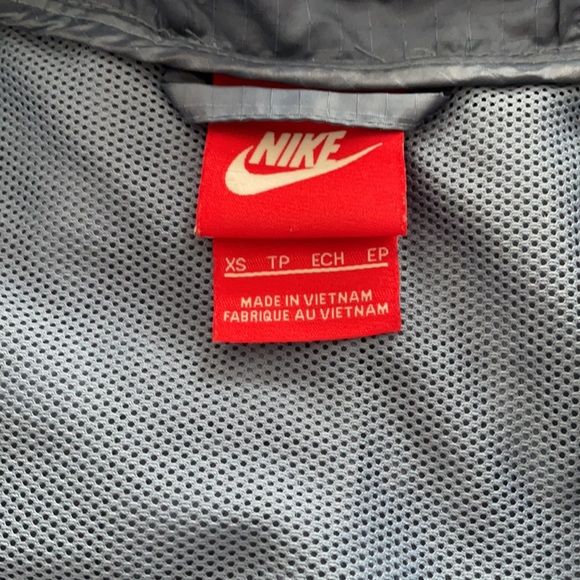 NIKE
XS TP ECH EP
MADE IN VIETNAM
FABRIQUE AU VIETNAM